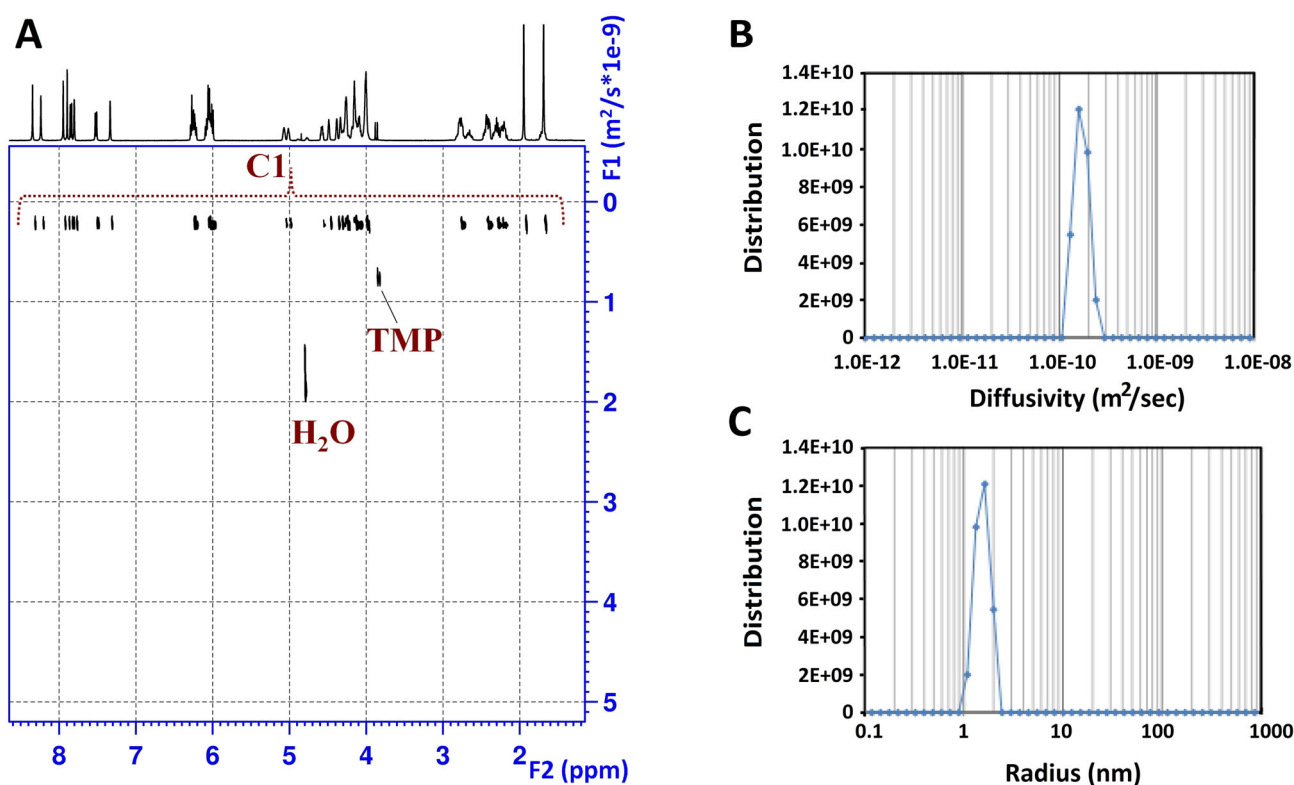 A
C1
TMP
H2O
0
1
2
3
4
5
F1 (m2/s*1e-9)
8
7
6
5
4
3
2
F2 (ppm)
B
Distribution
1.4E+10
1.2E+10
1.0E+10
8E+09
6E+09
4E+09
2E+09
0
1.0E-12
1.0E-11
1.0E-10
1.0E-09
1.0E-08
Diffusivity (m2/sec)
C
Distribution
1.4E+10
1.2E+10
1.0E+10
8E+09
6E+09
4E+09
2E+09
0
0.1
1
10
100
1000
Radius (nm)